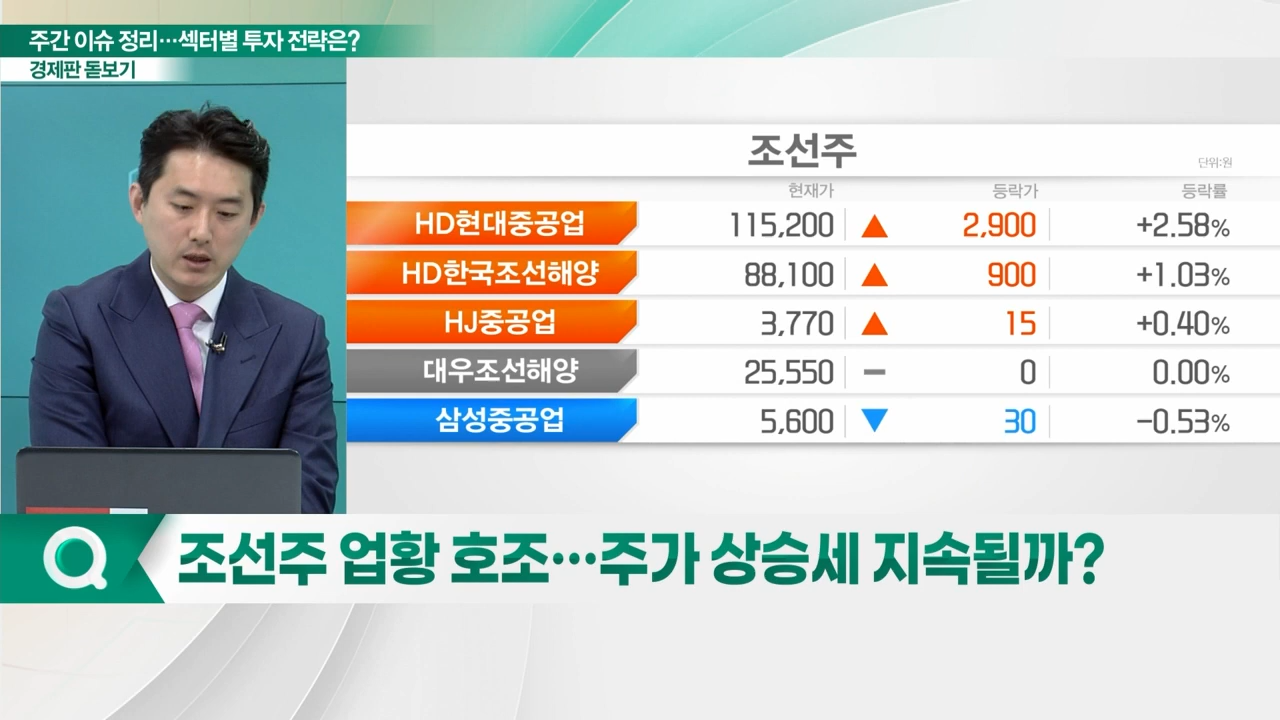 주간 이슈 정리…섹터별 투자 전략은?
경제판 돋보기
조선주
단위:원
현재가 등락가 등락률
HD현대중공업 115,200 ▲ 2,900 +2.58%
HD한국조선해양 88,100 ▲ 900 +1.03%
HJ중공업 3,770 ▲ 15 +0.40%
대우조선해양 25,550 - 0 0.00%
삼성중공업 5,600 ▼ 30 -0.53%
조선주 업황 호조…주가 상승세 지속될까?